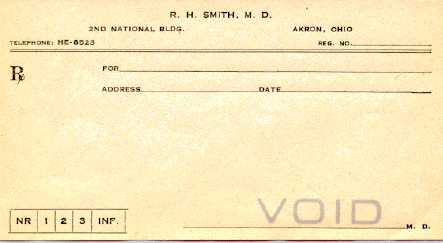 R. H. SMITH, M. D.
2ND NATIONAL BLDG. AKRON, OHIO
TELEPHONE: HE-8523 REG. NO.
Rx FOR
ADDRESS DATE
VOID
NR 1 2 3 INF. M. D.